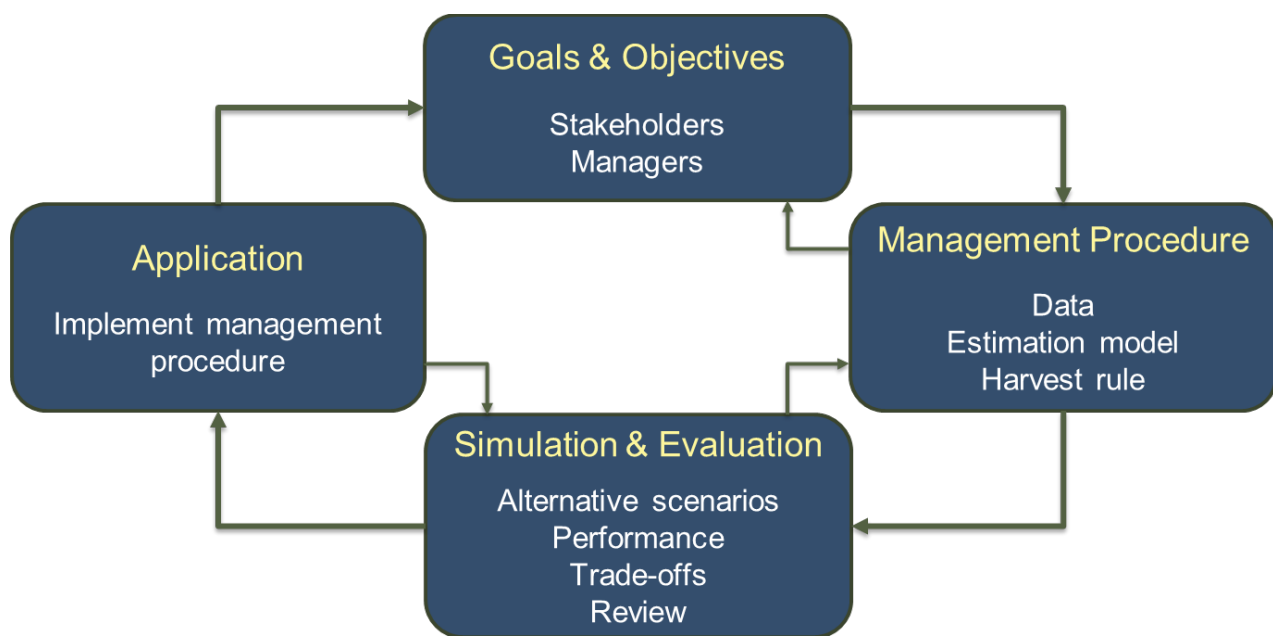 Goals & Objectives
Stakeholders
Managers
Application
Implement management
procedure
Management Procedure
Data
Estimation model
Harvest rule
Simulation & Evaluation
Alternative scenarios
Performance
Trade-offs
Review